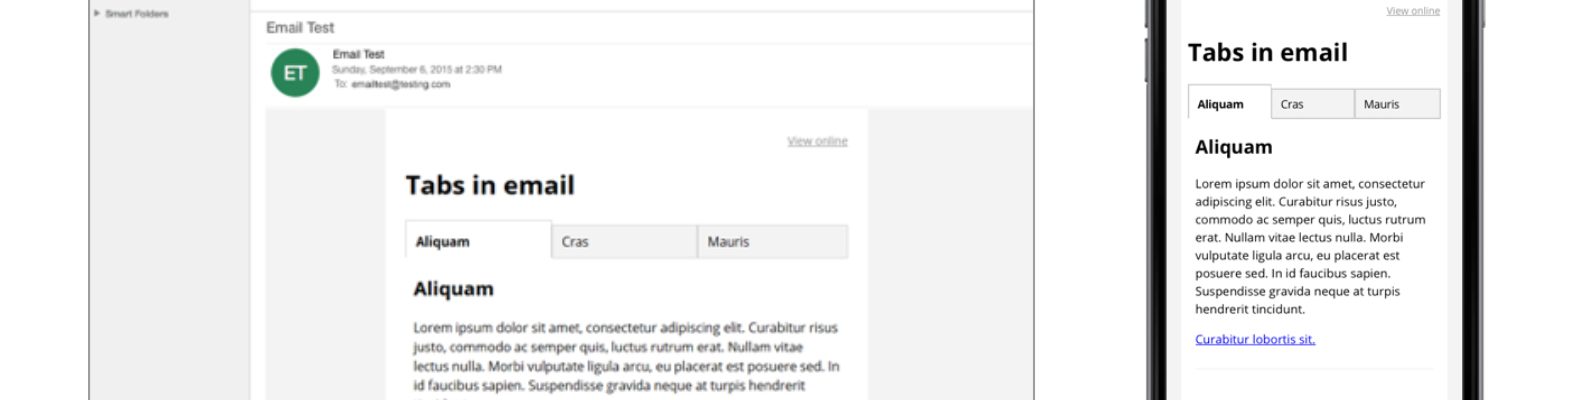 Smart Folders
Email Test
ET
Email Test
Sunday, September 6, 2015 at 2:30 PM
To: emailtest@testing.com
View online
Tabs in email
Aliquam
Cras
Mauris
Aliquam
Lorem ipsum dolor sit amet, consectetur adipiscing elit. Curabitur risus
justo, commodo ac semper quis, luctus rutrum erat. Nullam vitae
lectus nulla. Morbi vulputate ligula arcu, eu placerat est posuere sed. In
id faucibus sapien. Suspendisse gravida neque at turpis hendrerit
View online
Tabs in email
Aliquam
Cras
Mauris
Aliquam
Lorem ipsum dolor sit amet, consectetur
adipiscing elit. Curabitur risus justo,
commodo ac semper quis, luctus rutrum
erat. Nullam vitae lectus nulla. Morbi
vulputate ligula arcu, eu placerat est
posuere sed. In id faucibus sapien.
Suspendisse gravida neque at turpis
hendrerit tincidunt.
Curabitur lobortis sit.